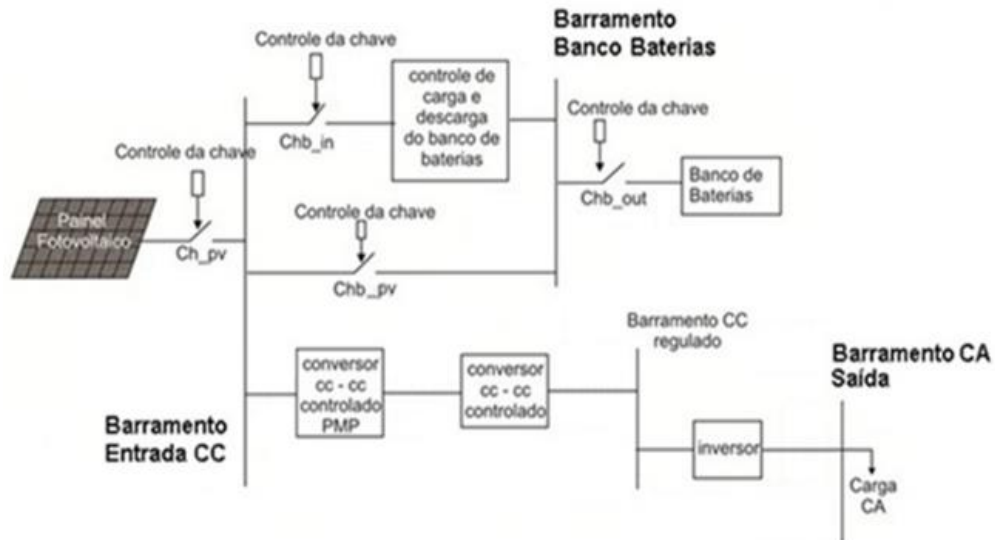 Barramento
Banco Baterias
Controle da chave
Chb_in
controle de
carga e
descarga
do banco de
baterias
Controle da chave
Chb_out
Banco de
Baterias
Controle da chave
Painel
Fotovoltaico
Ch_pv
Controle da chave
Chb_pv
Barramento CC
regulado
conversor
cc - cc
controlado
PMP
conversor
cc - cc
controlado
Barramento CA
Saída
Barramento
Entrada CC
inversor
Carga
CA